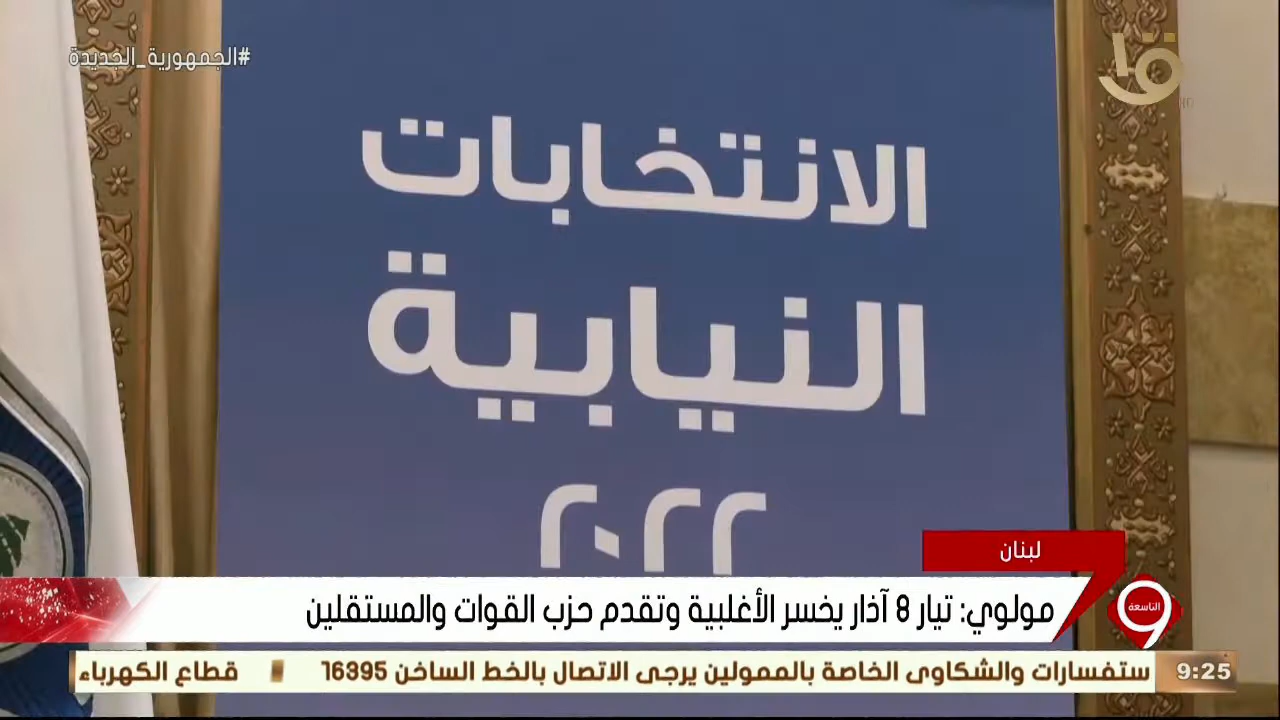 #الجمهورية_الجديدة
الانتخابات
النيابية
٢٠٢٢
لبنان
مولوي: تيار 8 آذار يخسر الأغلبية وتقدم حزب القوات والمستقلين
التاسعة
9
9:25
ستفسارات والشكاوى الخاصة بالممولين يرجى الاتصال بالخط الساخن 16395
قطاع الكهرباء